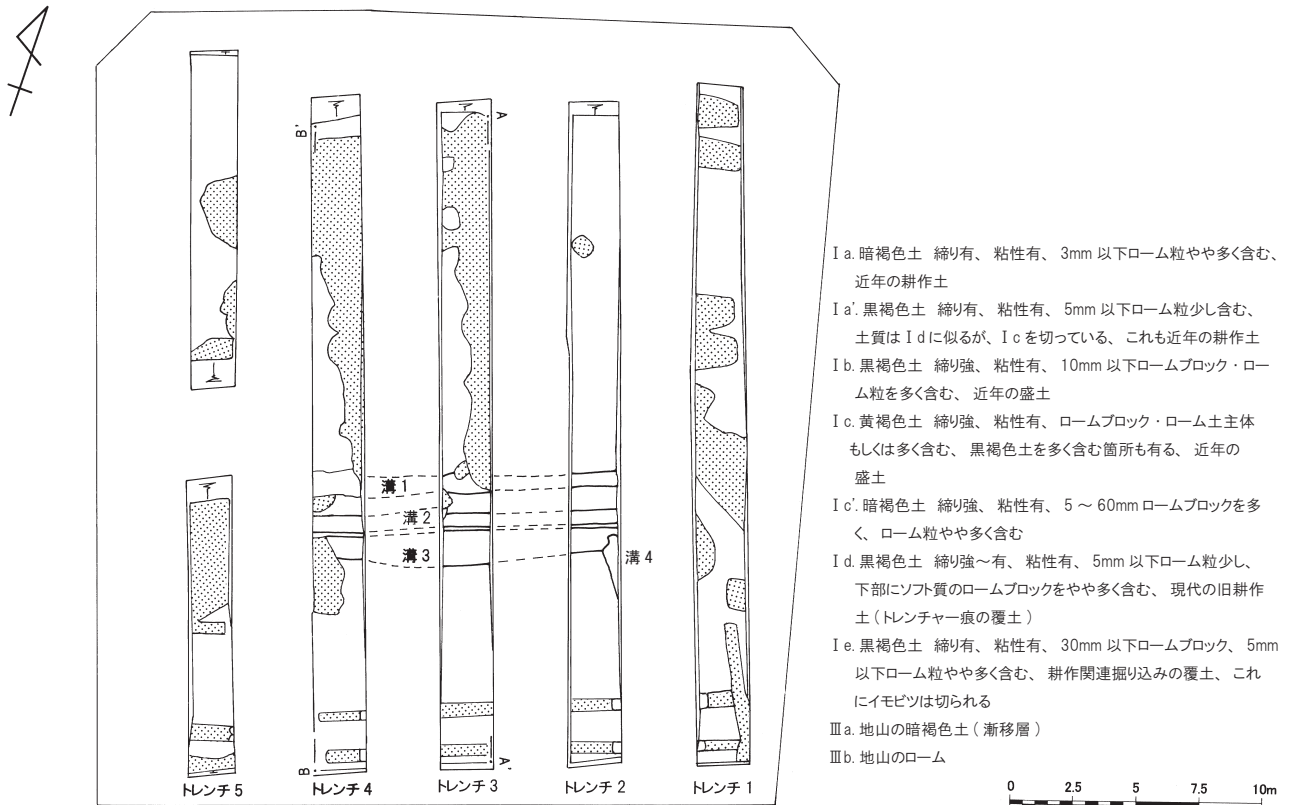 B'
A
Ⅰa. 暗褐色土 締り有、 粘性有、 3mm 以下ローム粒やや多く含む、
近年の耕作土
Ⅰa'. 黒褐色土 締り有、 粘性有、 5mm 以下ローム粒少し含む、
土質はⅠdに似るが、Ⅰcを切っている、 これも近年の耕作土
Ⅰb. 黒褐色土 締り強、 粘性有、 10mm 以下ロームブロック・ロー
ム粒を多く含む、 近年の盛土
Ⅰc. 黄褐色土 締り強、 粘性有、 ロームブロック・ローム土主体
もしくは多く含む、 黒褐色土を多く含む箇所も有る、 近年の
盛土
Ⅰc'. 暗褐色土 締り強、 粘性有、 5 ～ 60mm ロームブロックを多
く、 ローム粒やや多く含む
Ⅰd. 黒褐色土 締り強～有、 粘性有、 5mm 以下ローム粒少し、
下部にソフト質のロームブロックをやや多く含む、 現代の旧耕作
土 ( トレンチャー痕の覆土 )
Ⅰe. 黒褐色土 締り有、 粘性有、 30mm 以下ロームブロック、 5mm
以下ローム粒やや多く含む、 耕作関連掘り込みの覆土、 これ
にイモビツは切られる
Ⅲa. 地山の暗褐色土 ( 漸移層 )
Ⅲb. 地山のローム
溝 1
溝 2
溝 3
溝 4
B
A'
トレンチ 5
トレンチ 4
トレンチ 3
トレンチ 2
トレンチ 1
0 2.5 5 7.5 10m